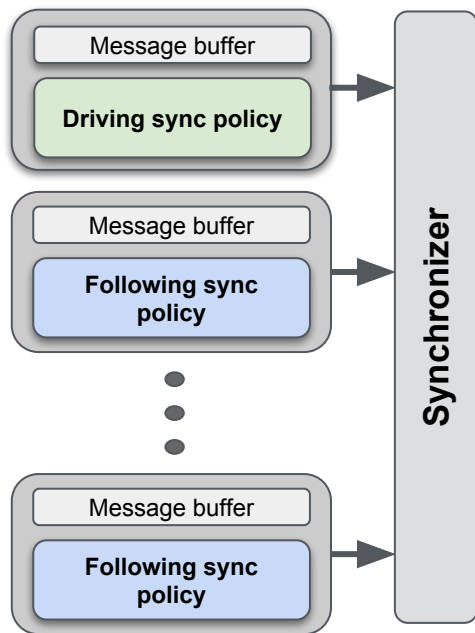 Message buffer
Driving sync policy
Message buffer
Following sync
policy
Message buffer
Following sync
policy
Synchronizer